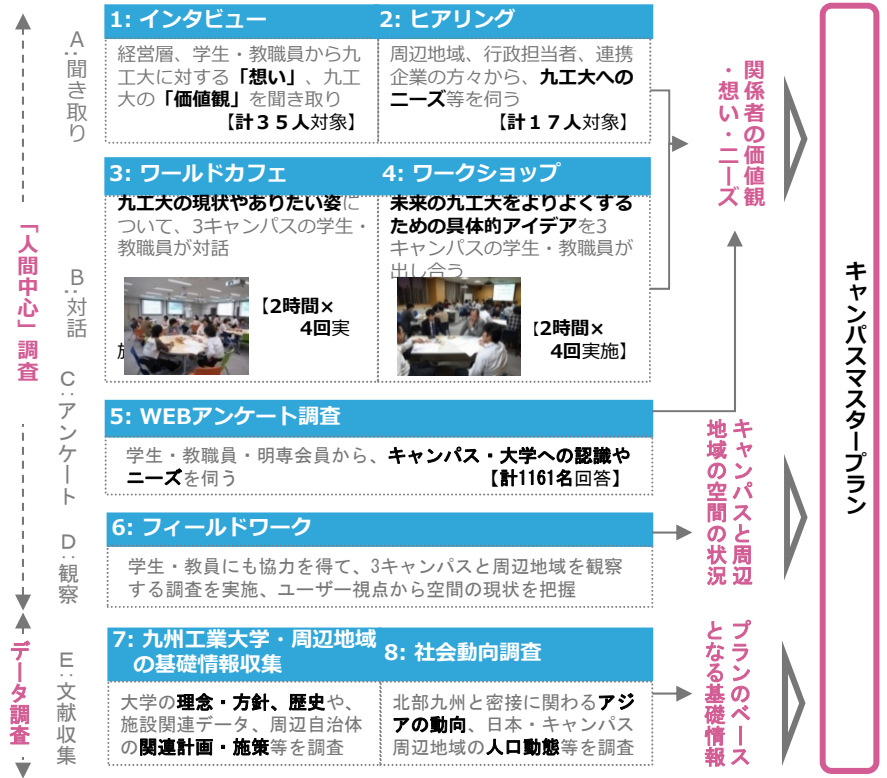 「人間中心」調査
データ調査
A：聞き取り
1: インタビュー
経営層、学生・教職員から九
工大に対する「想い」、九工
大の「価値観」を聞き取り
【計３５人対象】
2: ヒアリング
周辺地域、行政担当者、連携
企業の方々から、九工大への
ニーズ等を伺う
【計１７人対象】
B：対話
3: ワールドカフェ
九工大の現状やありたい姿に
ついて、3キャンパスの学生・
教職員が対話
【2時間×
4回実
施
4: ワークショップ
未来の九工大をよりよくする
ための具体的アイデアを3
キャンパスの学生・教職員が
出し合う
【2時間×
4回実施】
C：アンケート
5: WEBアンケート調査
学生・教職員・明専会員から、キャンパス・大学への認識や
ニーズを伺う
【計1161名回答】
D：観察
6: フィールドワーク
学生・教員にも協力を得て、3キャンパスと周辺地域を観察
する調査を実施、ユーザー視点から空間の現状を把握
E：文献収集
7: 九州工業大学・周辺地域
の基礎情報収集
大学の理念・方針、歴史や、
施設関連データ、周辺自治体
の関連計画・施策等を調査
8: 社会動向調査
北部九州と密接に関わるアジ
アの動向、日本・キャンパス
周辺地域の人口動態等を調査
関係者の価値観
・想い・ニーズ
キャンパスと周辺
地域の空間の状況
プランのベース
となる基礎情報
キャンパスマスタープラン